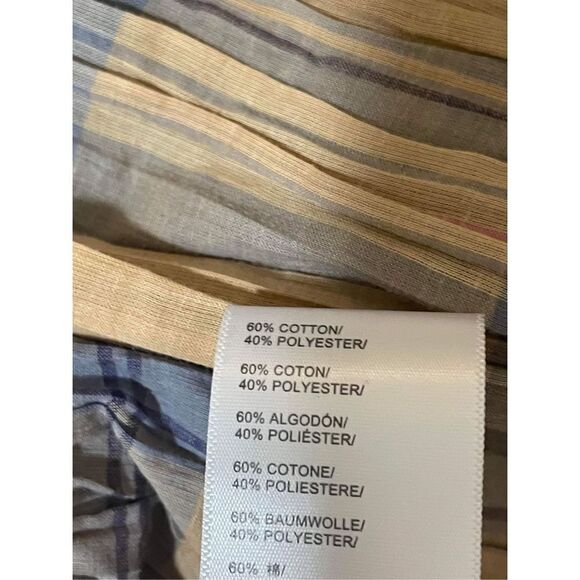 60% COTTON/
40% POLYESTER/
60% COTON/
40% POLYESTER/
60% ALGODÓN/
40% POLIÉSTER/
60% COTONE/
40% POLIESTERE/
60% BAUMWOLLE/
40% POLYESTER/
60% 棉/